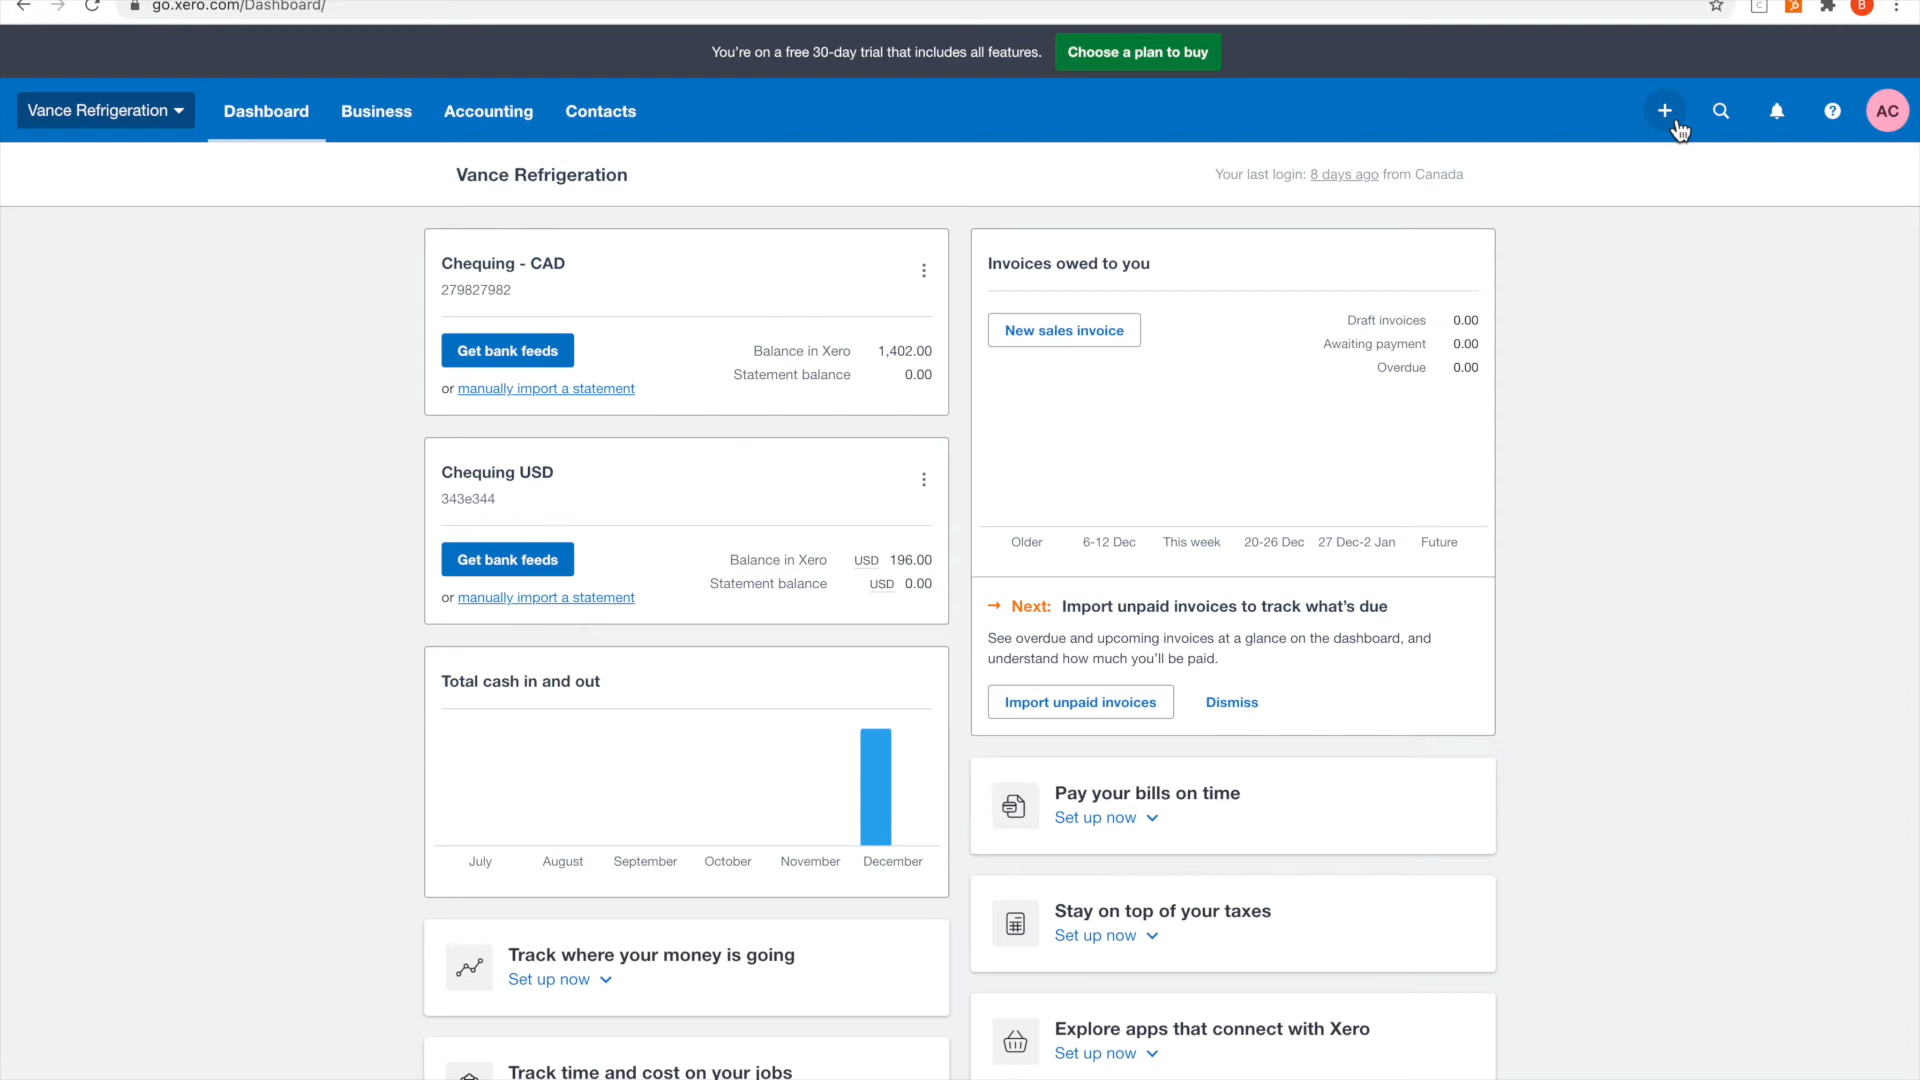 go.xero.com/Dashboard/
B
You're on a free 30-day trial that includes all features.
Choose a plan to buy
Vance Refrigeration
Dashboard
Business
Accounting
Contacts
AC
Vance Refrigeration
Your last login: 8 days ago from Canada
Chequing - CAD
279827982
Get bank feeds
or manually import a statement
Balance in Xero 1,402.00
Statement balance 0.00
Chequing USD
343e344
Get bank feeds
or manually import a statement
Balance in Xero USD 196.00
Statement balance USD 0.00
Total cash in and out
July August September October November December
Track where your money is going
Set up now
Track time and cost on your jobs
Invoices owed to you
New sales invoice
Draft invoices 0.00
Awaiting payment 0.00
Overdue 0.00
Older 6-12 Dec This week 20-26 Dec 27 Dec-2 Jan Future
Next: Import unpaid invoices to track what's due
See overdue and upcoming invoices at a glance on the dashboard, and
understand how much you'll be paid.
Import unpaid invoices
Dismiss
Pay your bills on time
Set up now
Stay on top of your taxes
Set up now
Explore apps that connect with Xero
Set up now